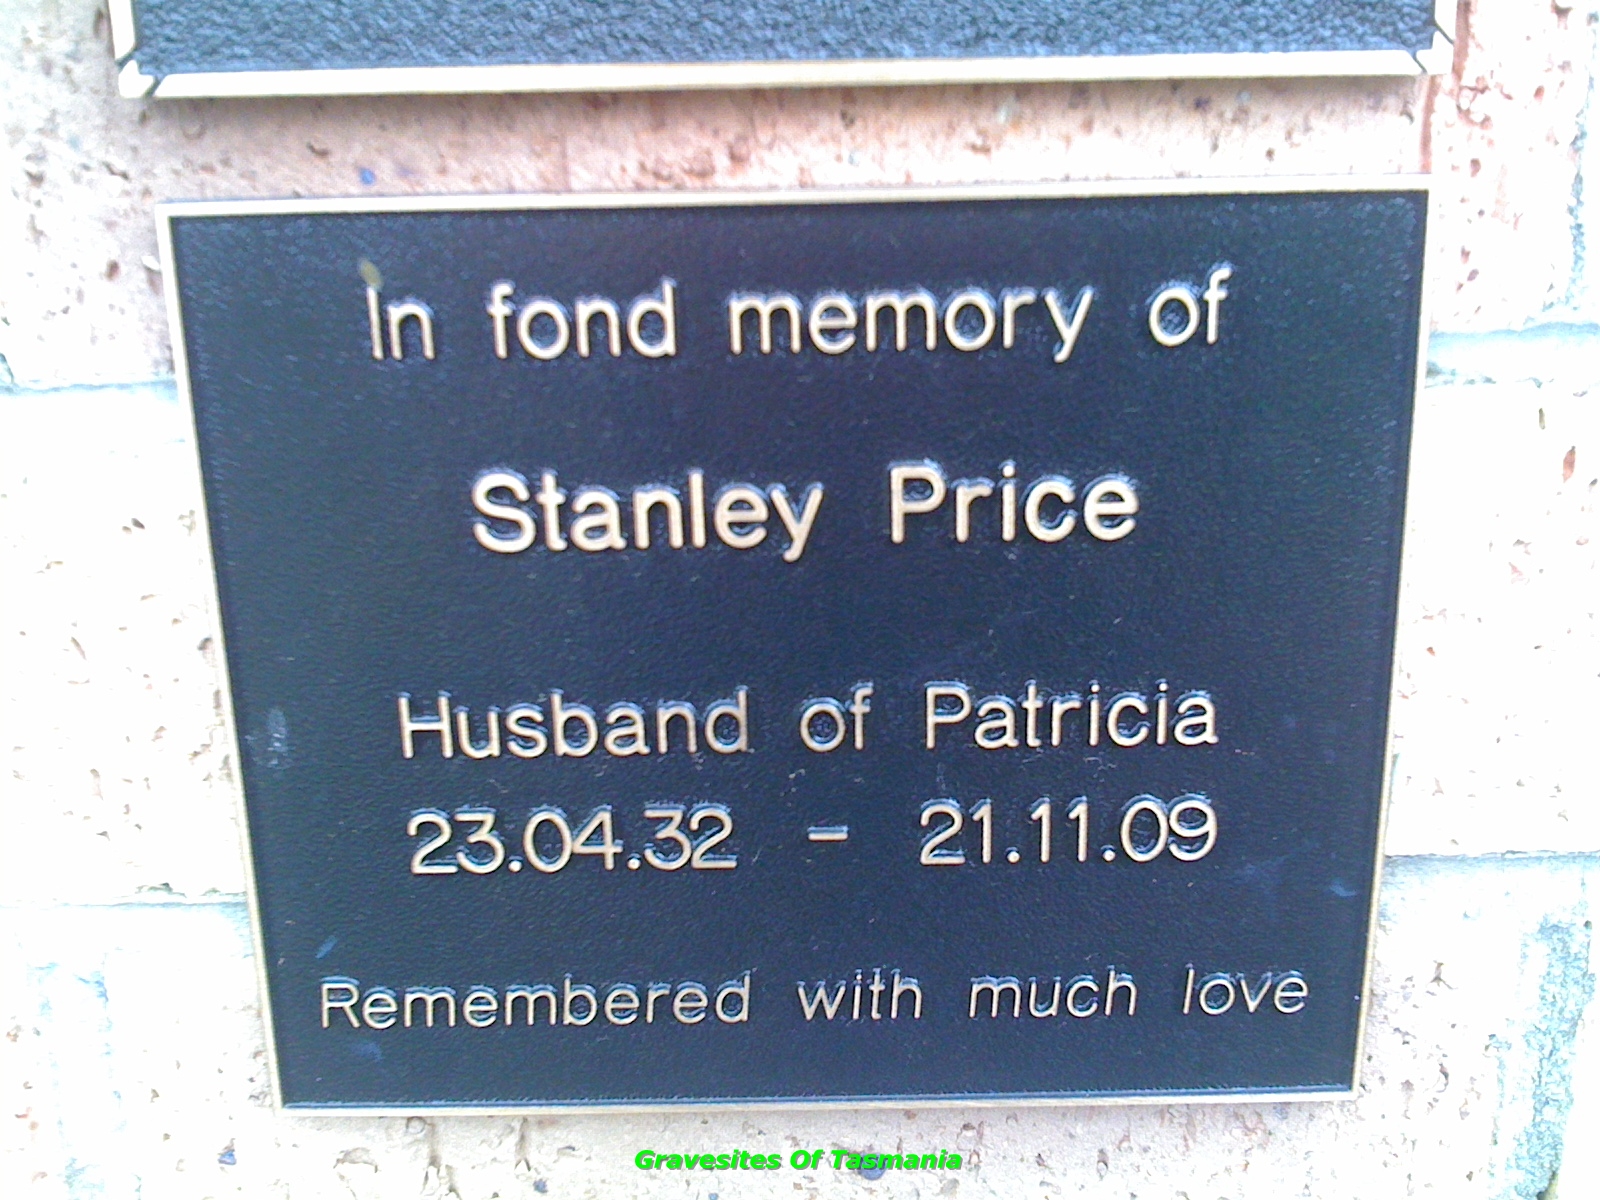 In fond memory of
Stanley Price
Husband of Patricia
23.04.32 - 21.11.09
Remembered with much love
Gravesites Of Tasmania